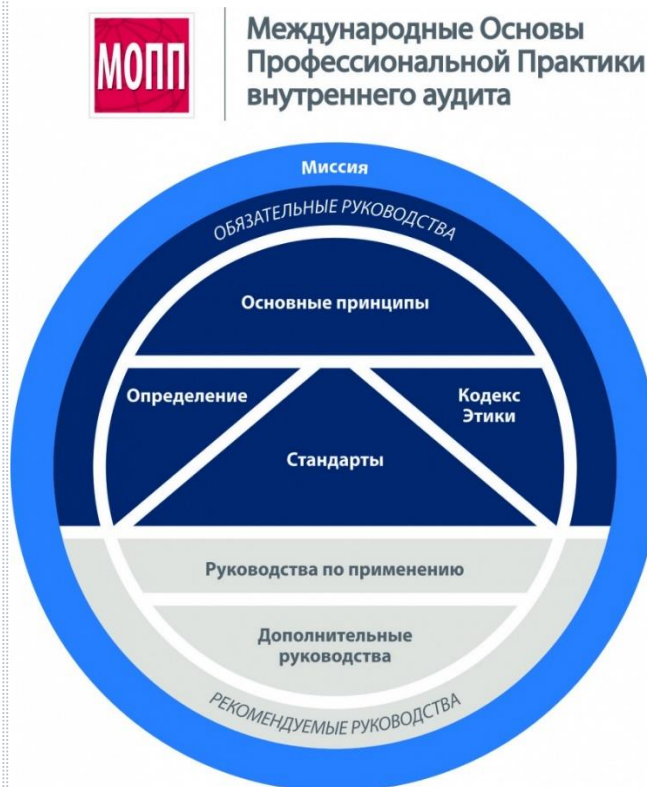 МОПП
Международные Основы
Профессиональной Практики
внутреннего аудита
Миссия
ОБЯЗАТЕЛЬНЫЕ РУКОВОДСТВА
Основные принципы
Определение
Кодекс
Этики
Стандарты
Руководства по применению
Дополнительные
руководства
РЕКОМЕНДУЕМЫЕ РУКОВОДСТВА